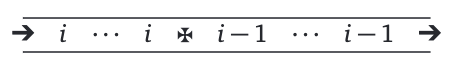 ➔ i ⋯ i ✠ i − 1 ⋯ i − 1 ➔